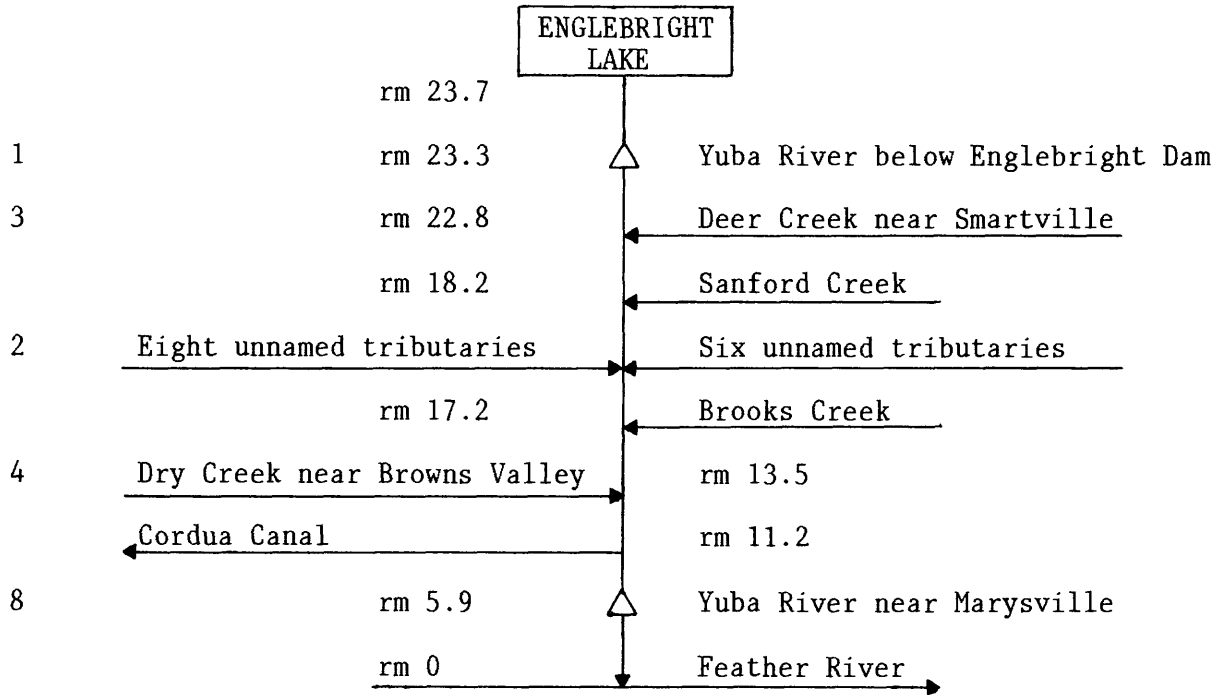 ENGLEBRIGHT
LAKE
rm 23.7
1 rm 23.3 Yuba River below Englebright Dam
3 rm 22.8 Deer Creek near Smartville
rm 18.2 Sanford Creek
2 Eight unnamed tributaries Six unnamed tributaries
rm 17.2 Brooks Creek
4 Dry Creek near Browns Valley rm 13.5
Cordua Canal rm 11.2
8 rm 5.9 Yuba River near Marysville
rm 0 Feather River